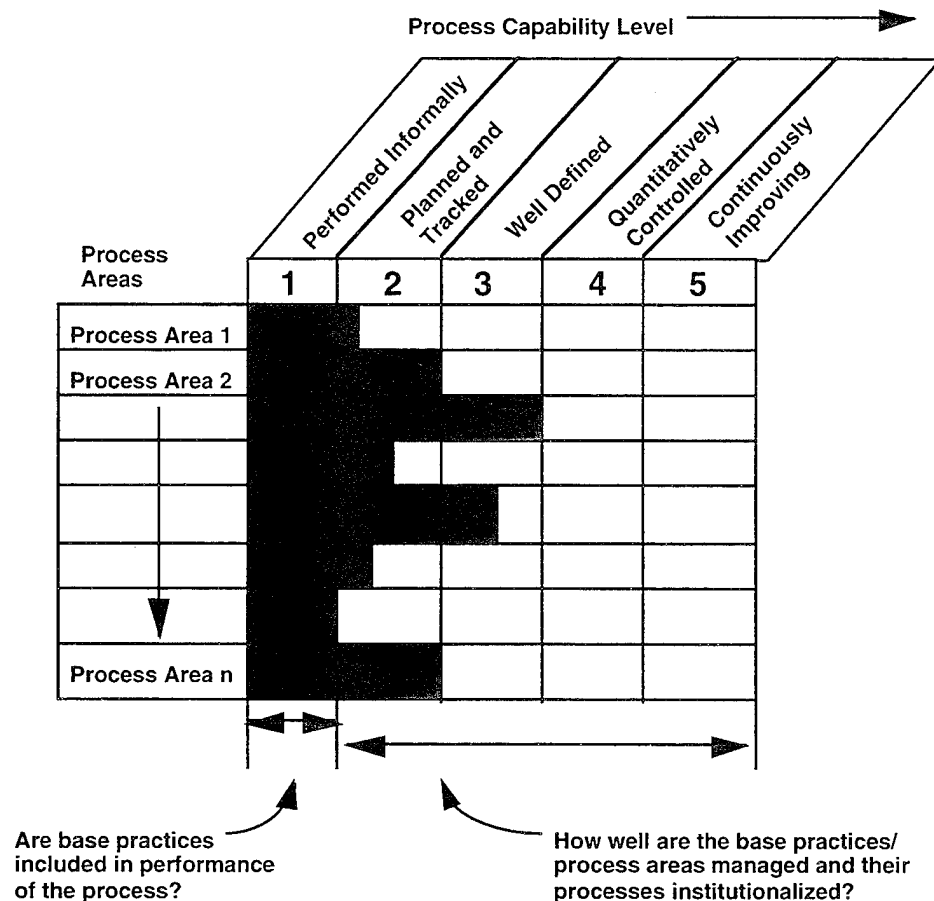 Process Capability Level
Performed Informally
Planned and
Tracked
Well Defined
Quantitatively
Controlled
Continuously
Improving
Process
Areas
1 2 3 4 5
Process Area 1
Process Area 2
Process Area n
Are base practices
included in performance
of the process?
How well are the base practices/
process areas managed and their
processes institutionalized?